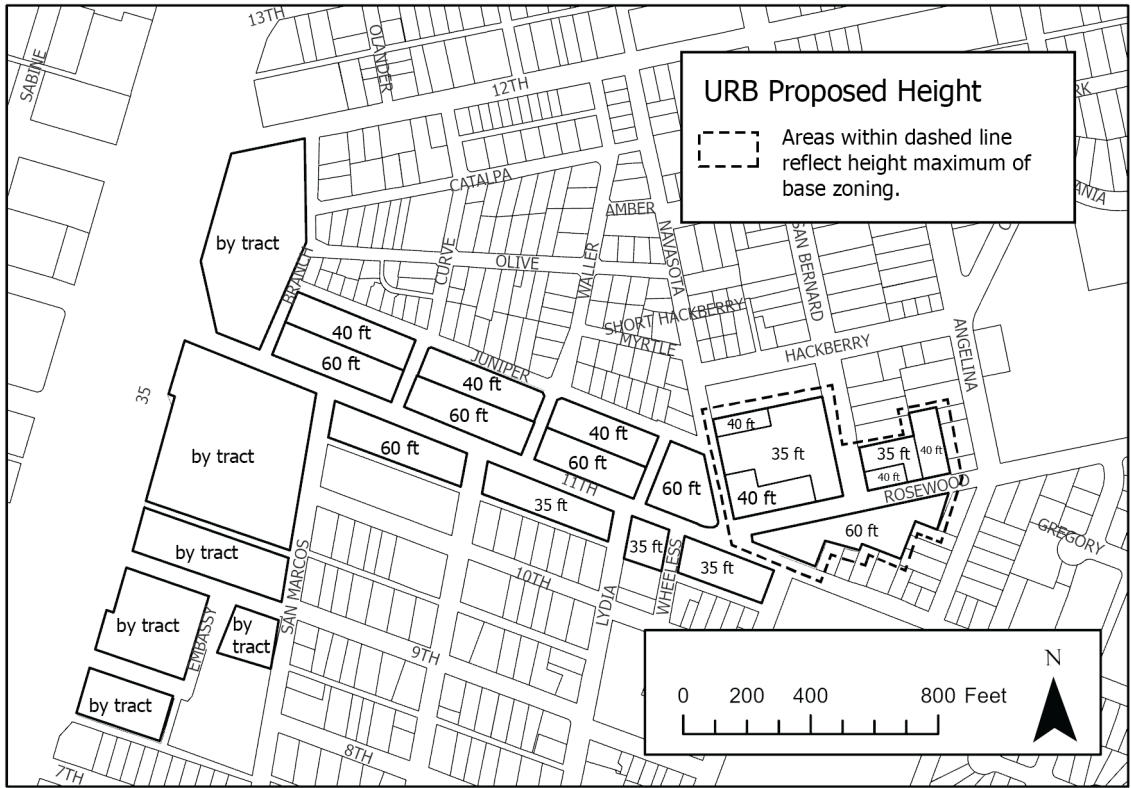 13TH
OLANDER
SABINE
12TH
URB Proposed Height
Areas within dashed line
reflect height maximum of
base zoning.
RK
ANIA
CATALPA
AMBER
NAVASOTA
SAN BERNARD
by tract
BRANCH
CURVE
OLIVE
WALLER
SHORT HACKBERRY
MYRTLE
HACKBERRY
ANGELINA
40 ft
60 ft
JUNIPER
40 ft
60 ft
40 ft
60 ft
35
by tract
60 ft
11TH
35 ft
60 ft
40 ft
35 ft
40 ft
35 ft
40 ft
40 ft
ROSEWOOD
60 ft
GREGORY
by tract
SAN MARCOS
10TH
LYDIA
35 ft
WHEELESS
35 ft
by tract
EMBASSY
by
tract
9TH
by tract
8TH
7TH
0 200 400 800 Feet
N